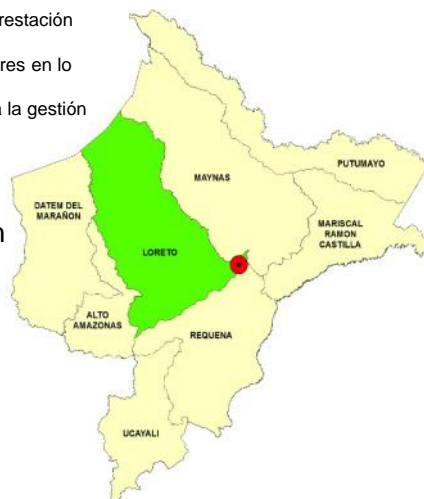 restación
res en lo
a la gestión
n
PUTUMAYO
MAYNAS
DATEM DEL
MARAÑON
MARISCAL
RAMON
CASTILLA
LORETO
ALTO
AMAZONAS
REQUENA
UCAYALI